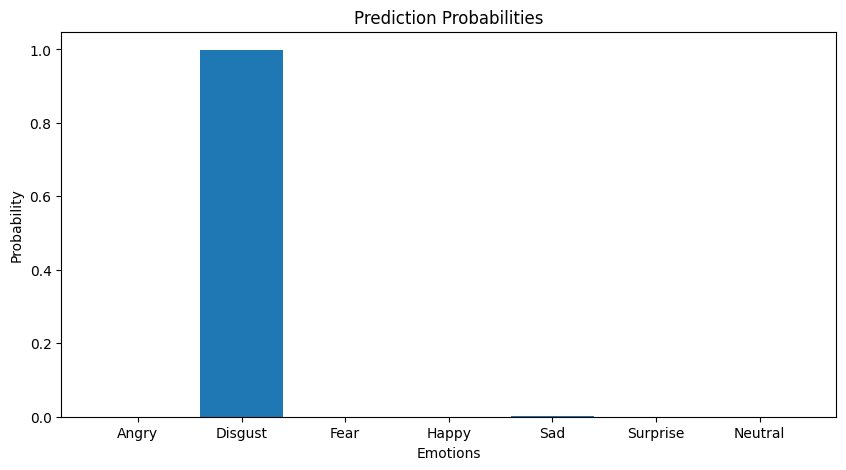 Prediction Probabilities
1.0
0.8
0.6
0.4
0.2
0.0
Probability
Angry Disgust Fear Happy Sad Surprise Neutral
Emotions